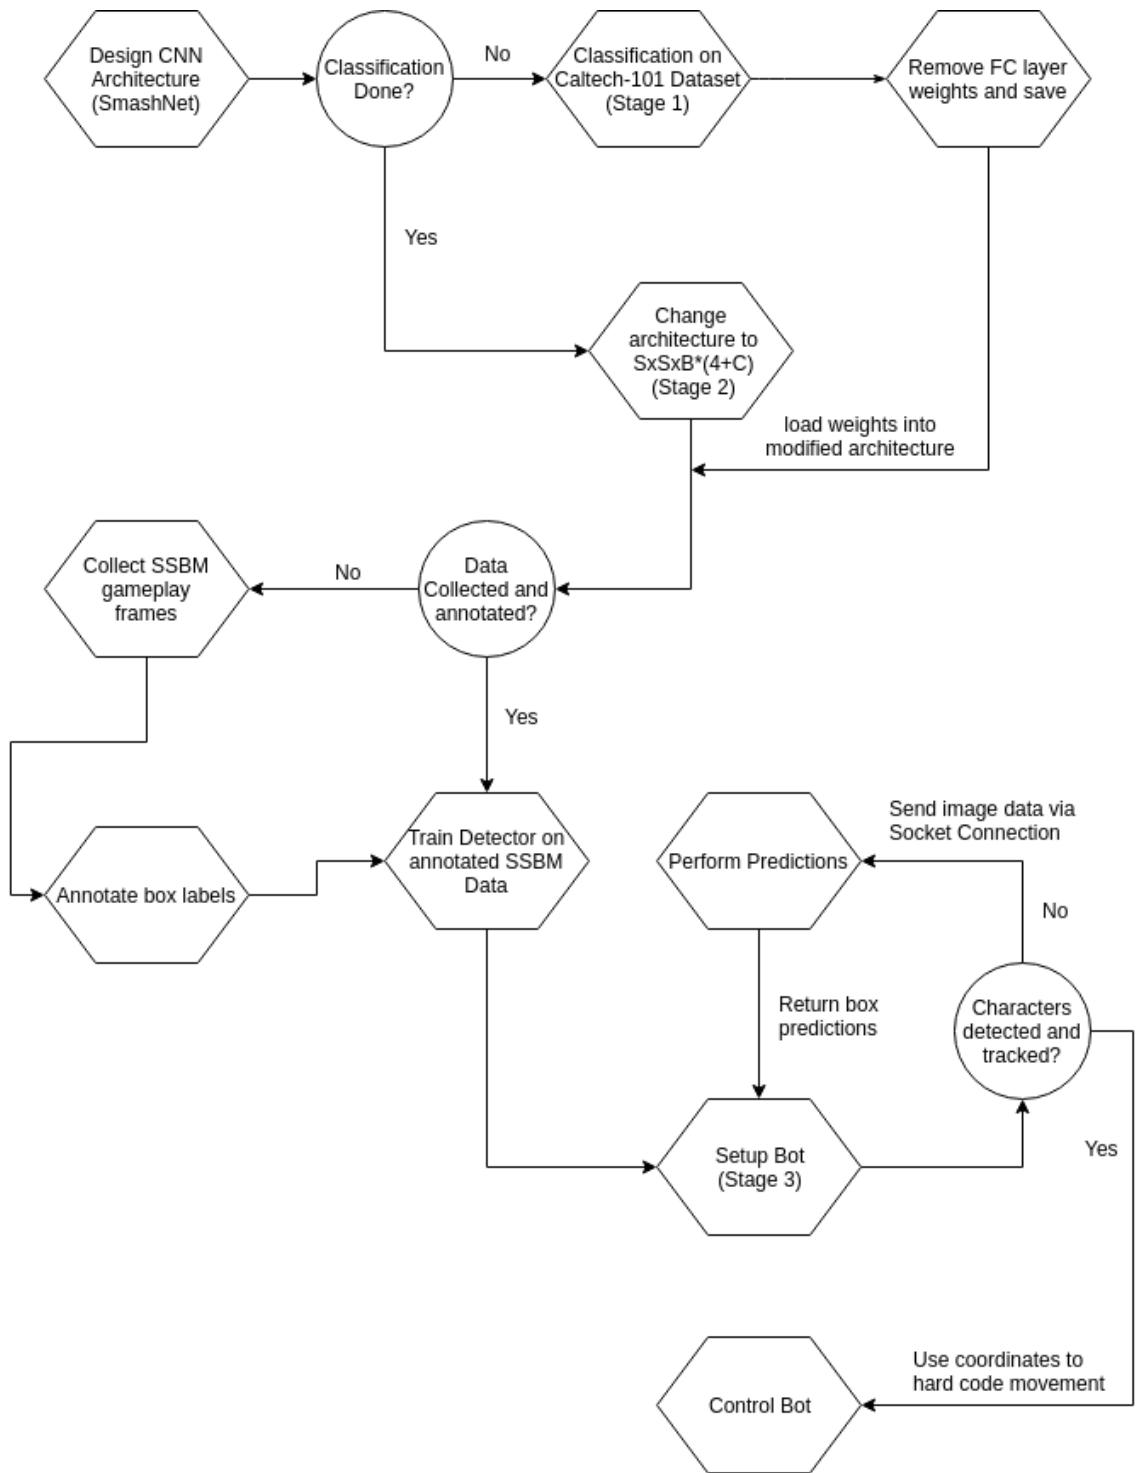 Design CNN
Architecture
(SmashNet)
Classification
Done?
No
Classification on
Caltech-101 Dataset
(Stage 1)
Remove FC layer
weights and save
Yes
Change
architecture to
SxSxB*(4+C)
(Stage 2)
load weights into
modified architecture
Collect SSBM
gameplay
frames
No
Data
Collected and
annotated?
Yes
Annotate box labels
Train Detector on
annotated SSBM
Data
Perform Predictions
Send image data via
Socket Connection
No
Return box
predictions
Characters
detected and
tracked?
Yes
Setup Bot
(Stage 3)
Use coordinates to
hard code movement
Control Bot